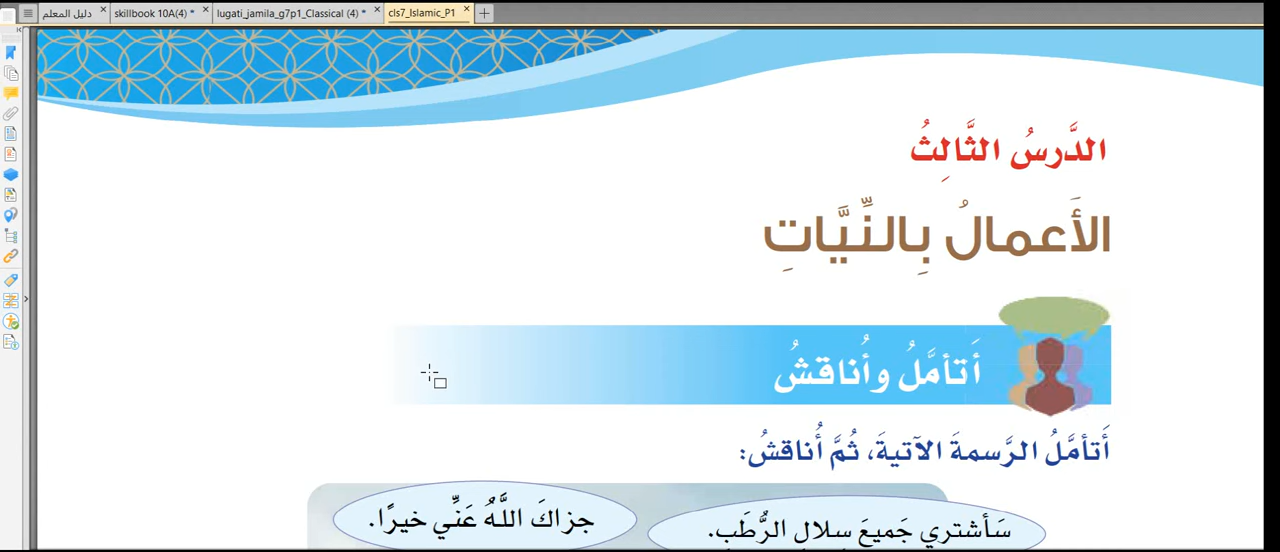 دليل المعلم
skillbook 10A(4) *
lugati_jamila_g7p1_Classical (4) *
cls7_Islamic_P1
الدَّرسُ الثَّالِثُ
الأَعمالُ بِالنِّيَّاتِ
أَتأمَّلُ وأُناقشُ
أَتأمَّلُ الرَّسمةَ الآتيةَ، ثُمَّ أُناقشُ:
سَأشتري جَميعَ سلال الرُّطَب.
جزاكَ اللَّهُ عَنِّي خيرًا.